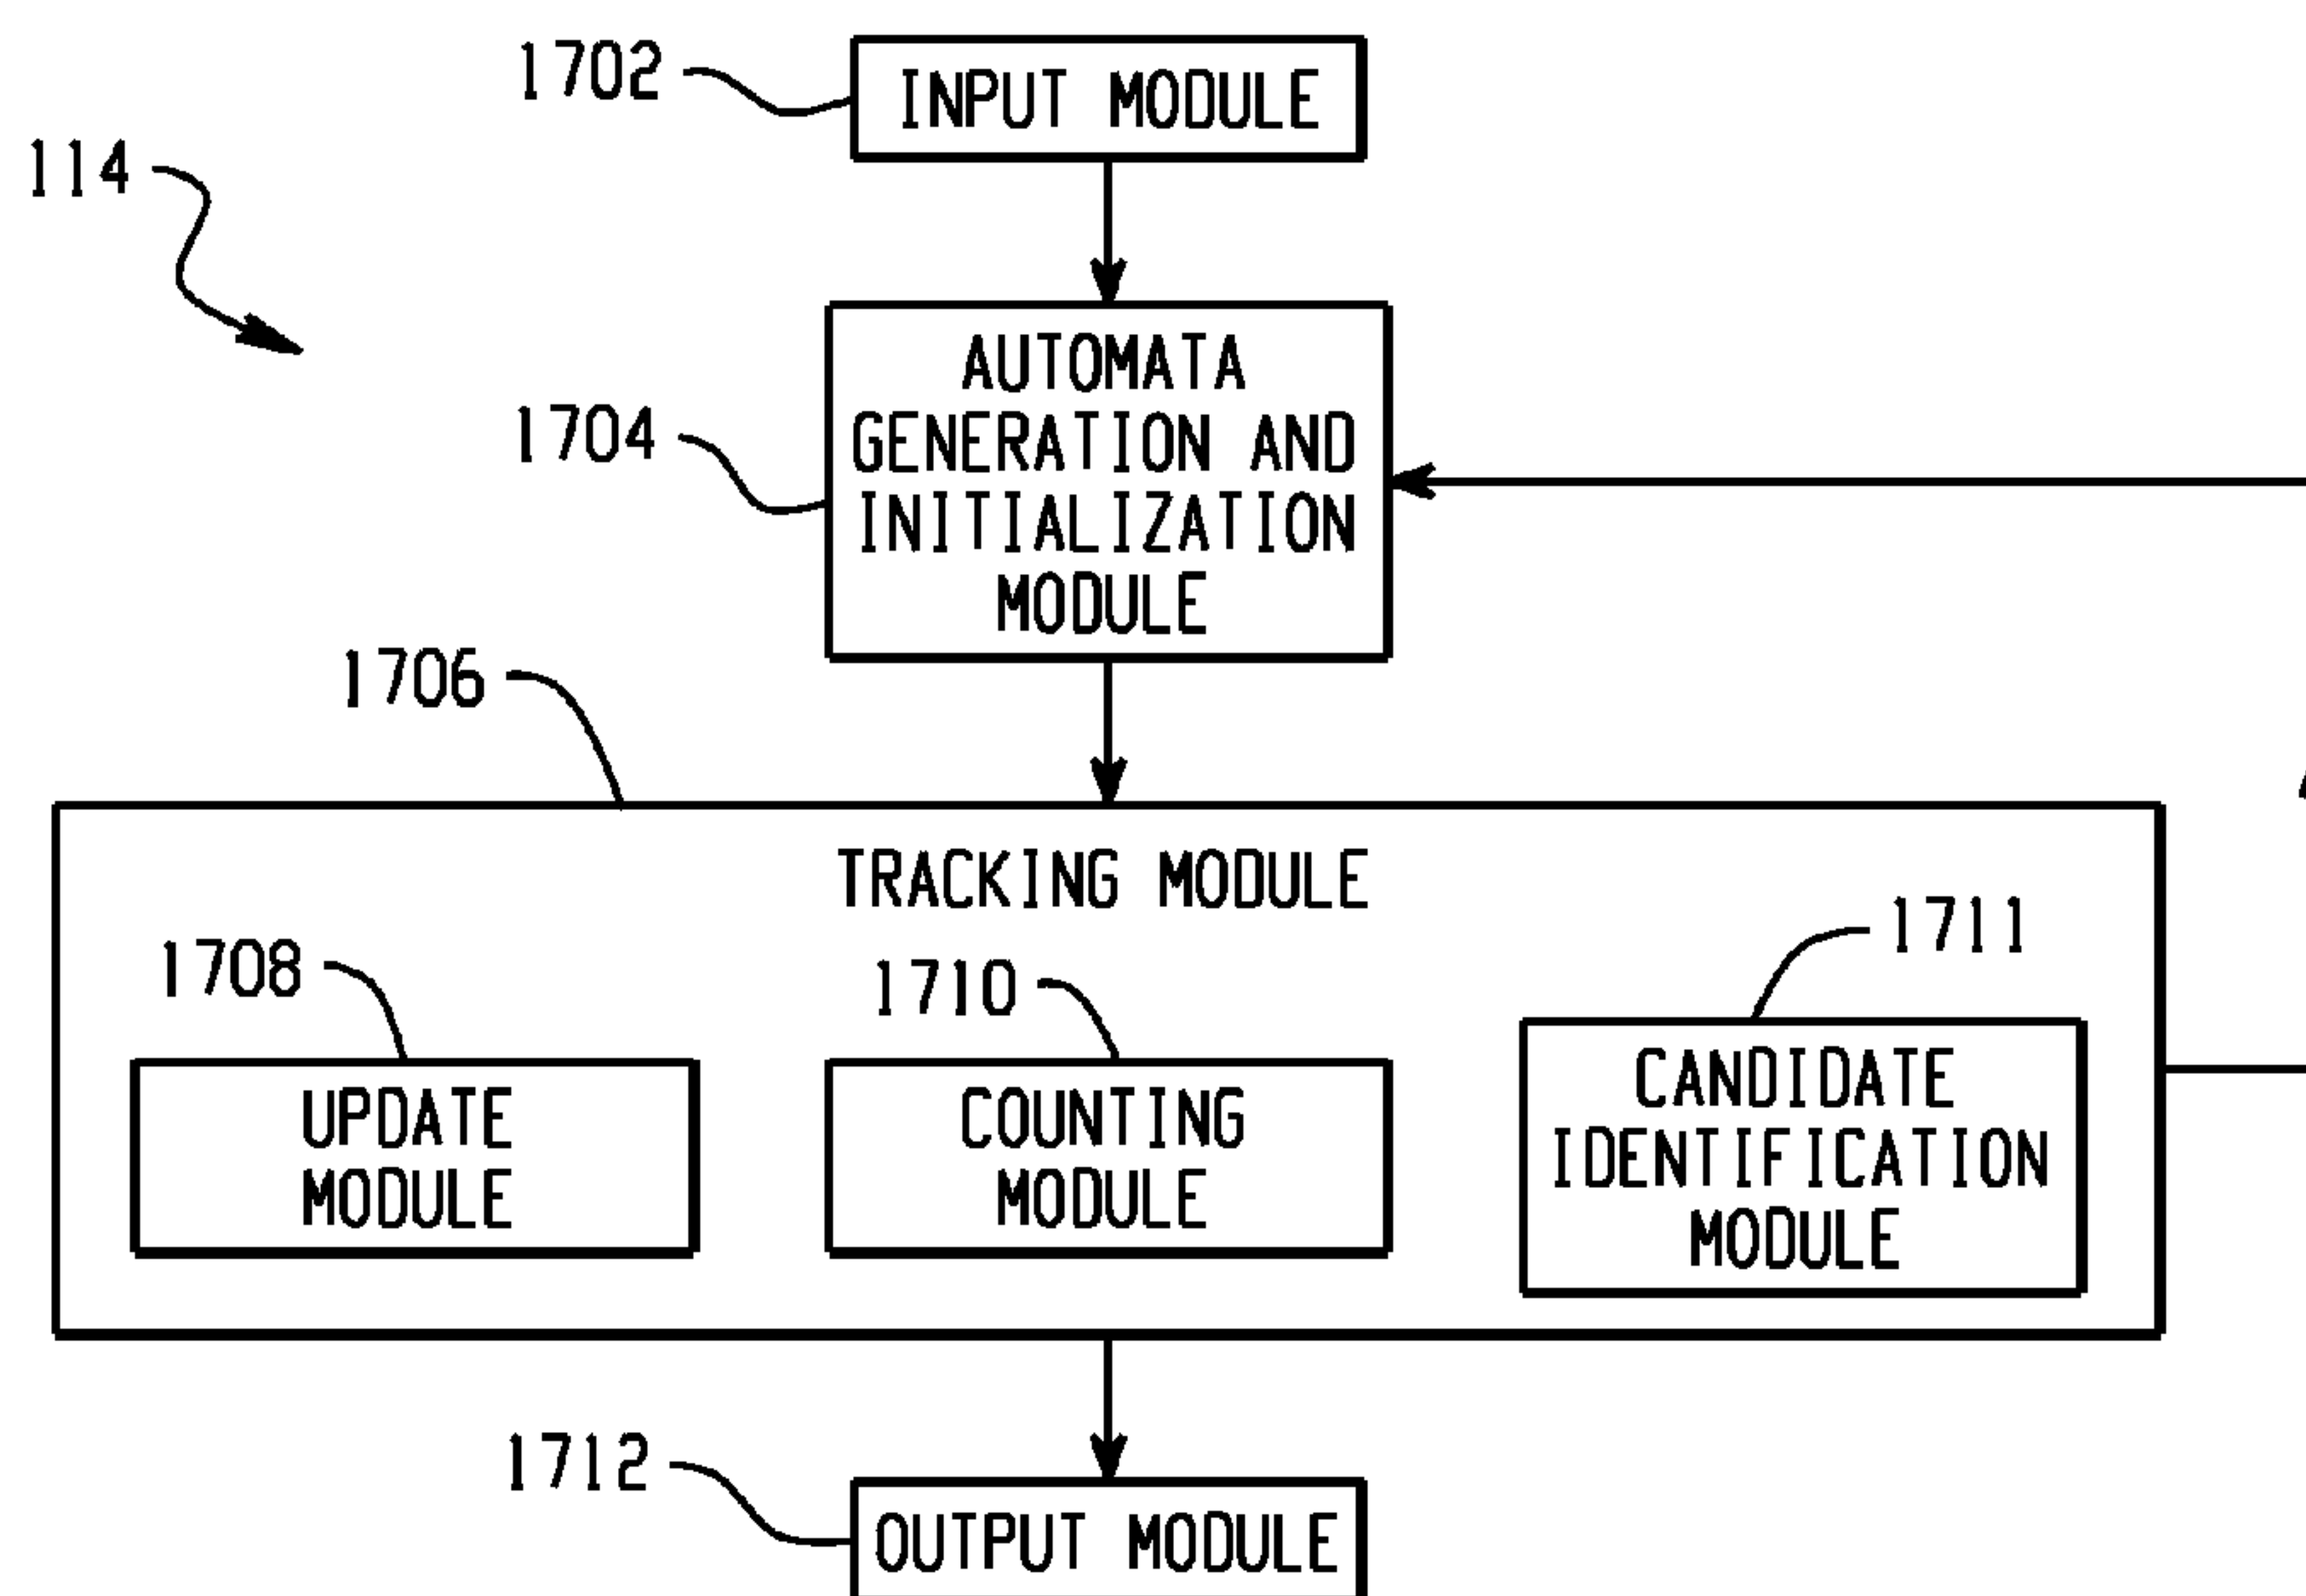 1702
INPUT MODULE
114
AUTOMATA
GENERATION AND
INITIALIZATION
MODULE
1704
1706
TRACKING MODULE
1708
1710
1711
UPDATE
MODULE
COUNTING
MODULE
CANDIDATE
IDENTIFICATION
MODULE
1712
OUTPUT MODULE